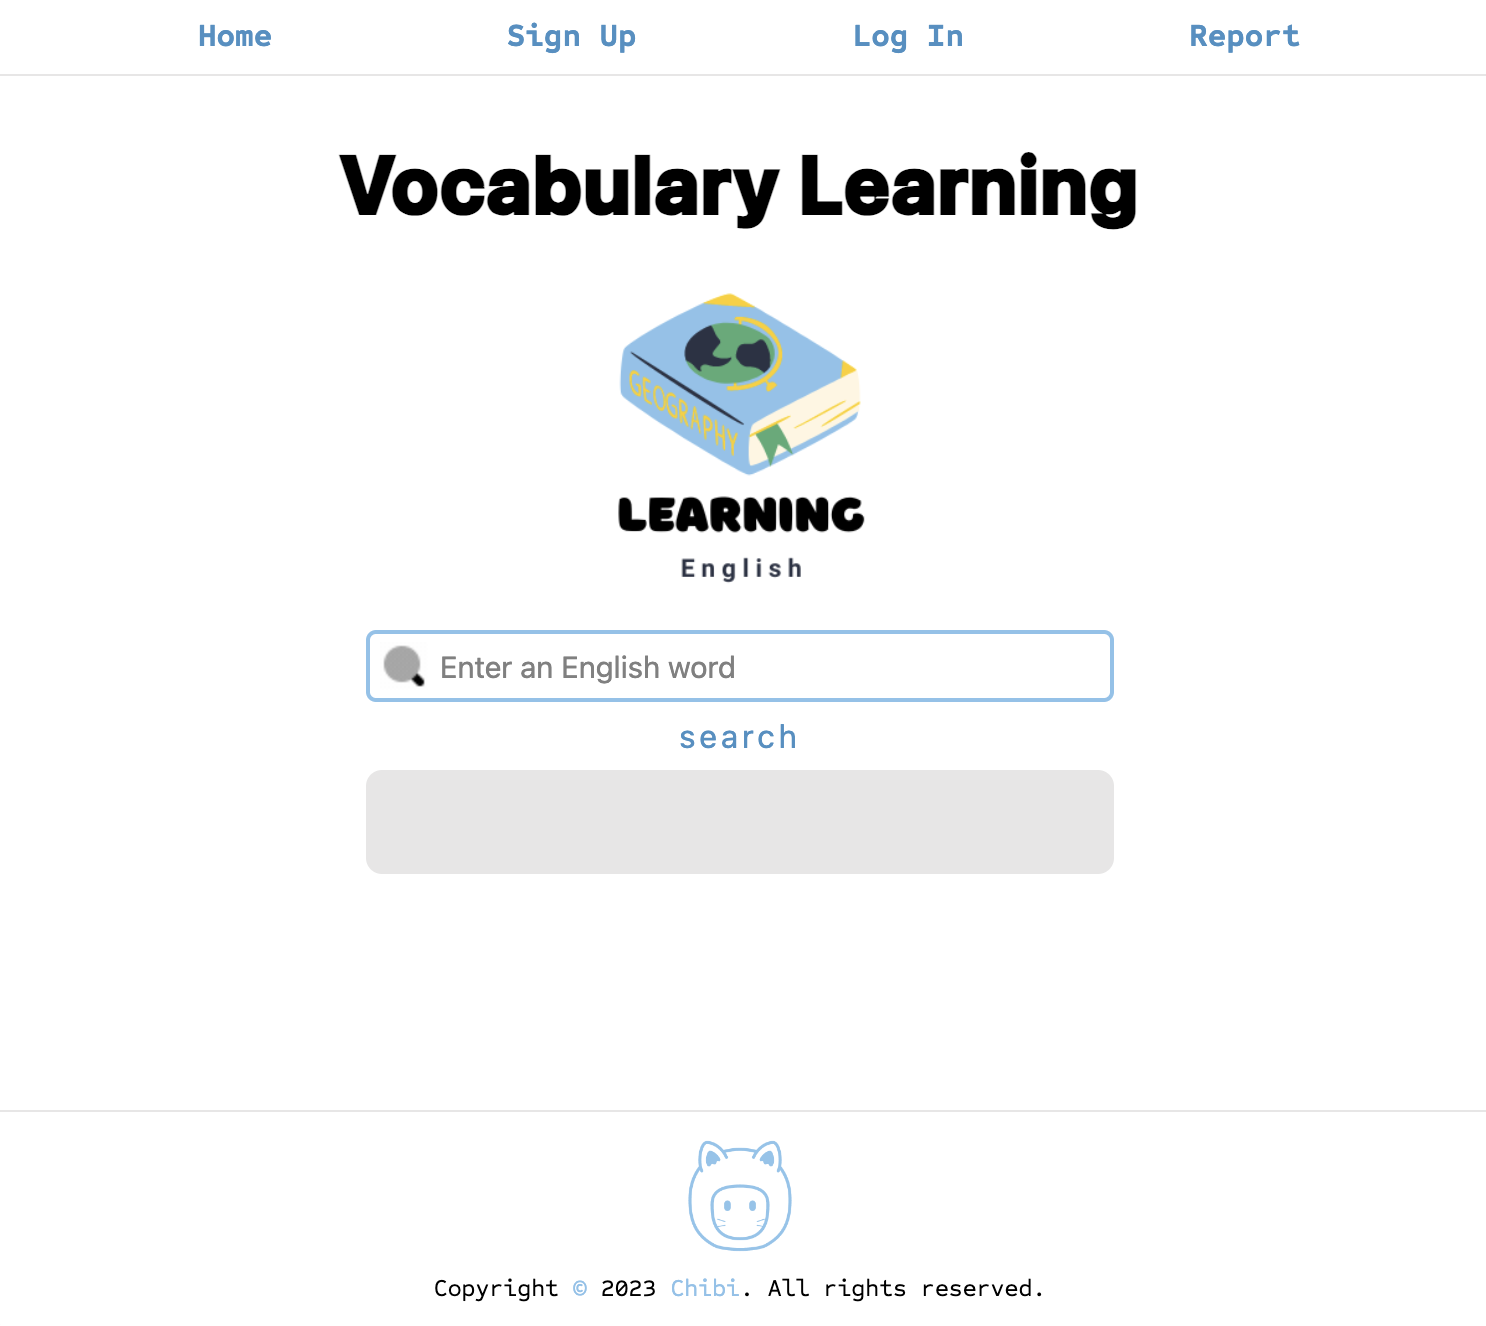 Home Sign Up Log In Report
Vocabulary Learning
GEOGRAPHY
LEARNING
English
Enter an English word
search
Copyright © 2023 Chibi. All rights reserved.